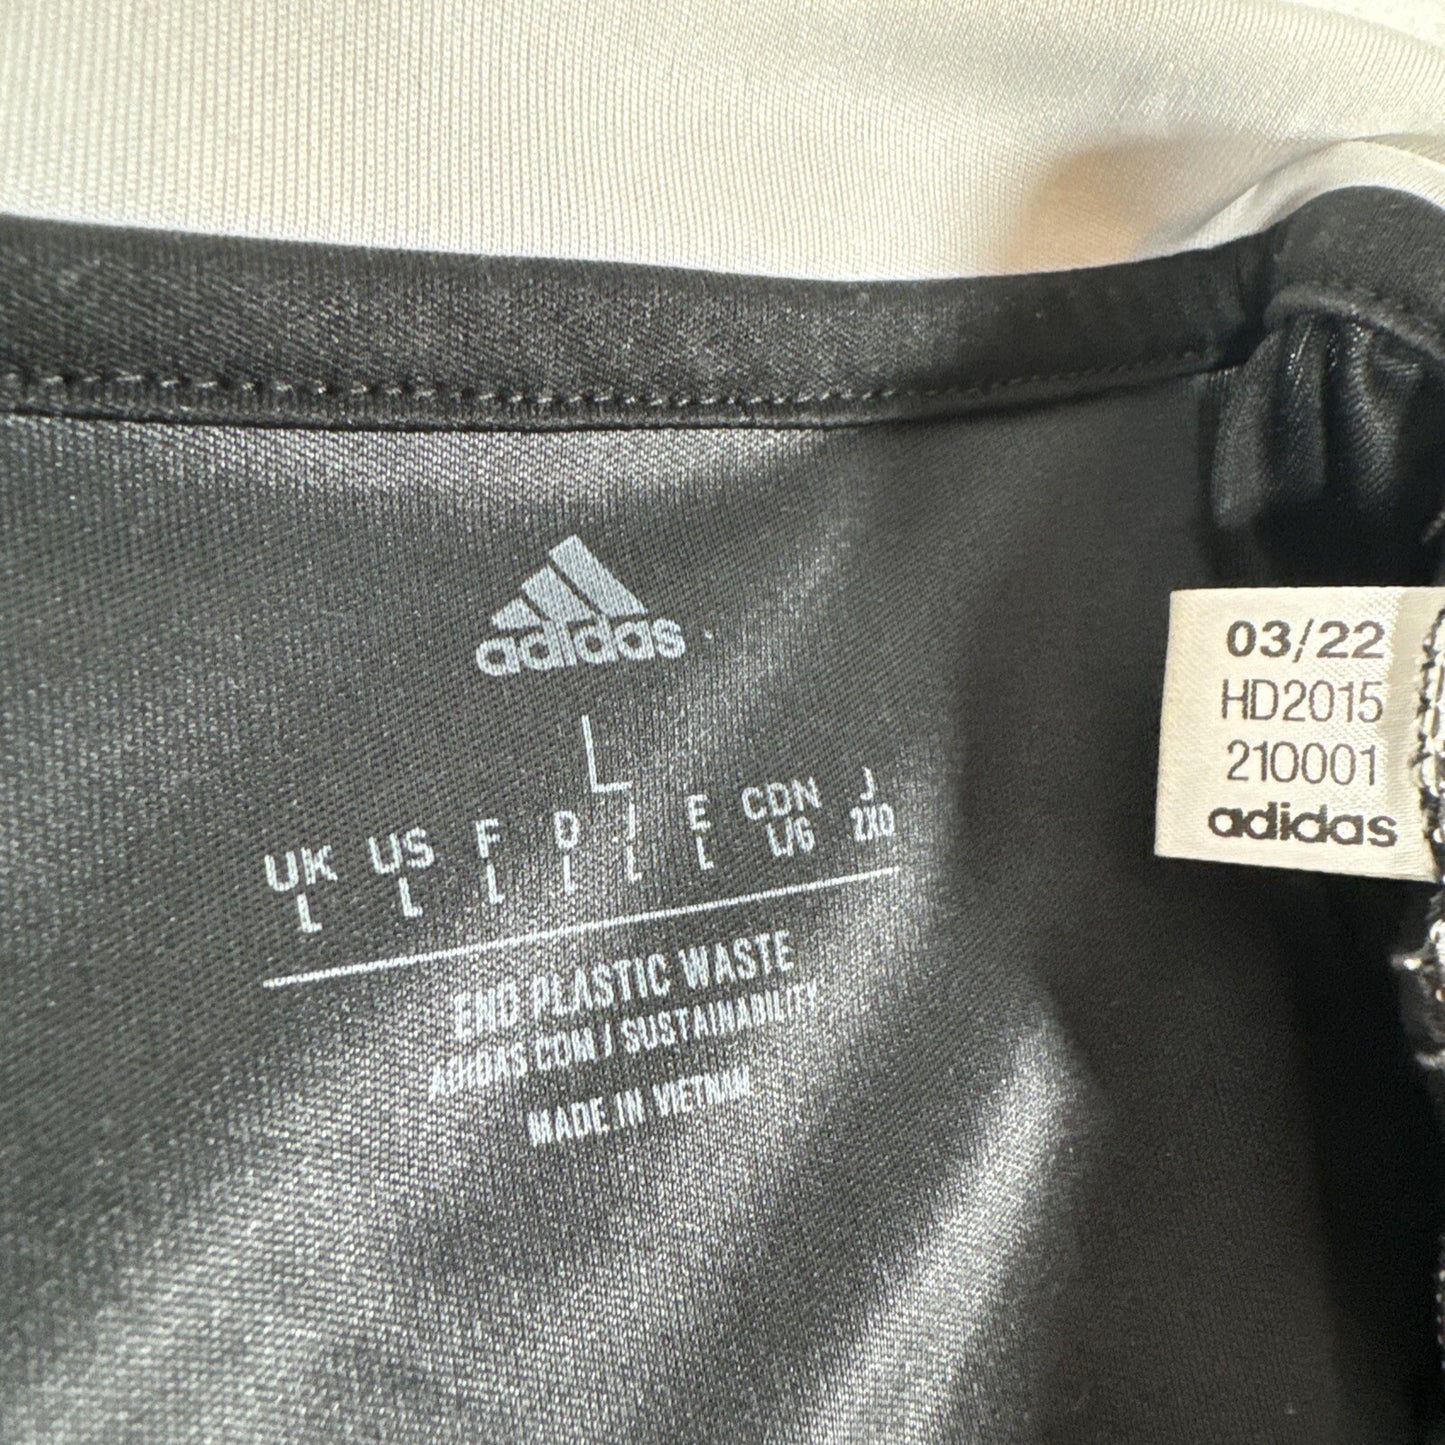 adidas
L
UK US F D I E CDN J
L L L L L L L/G 2XO
END PLASTIC WASTE
ADIDAS.COM/SUSTAINABILITY
MADE IN VIETNAM
03/22
HD2015
210001
adidas